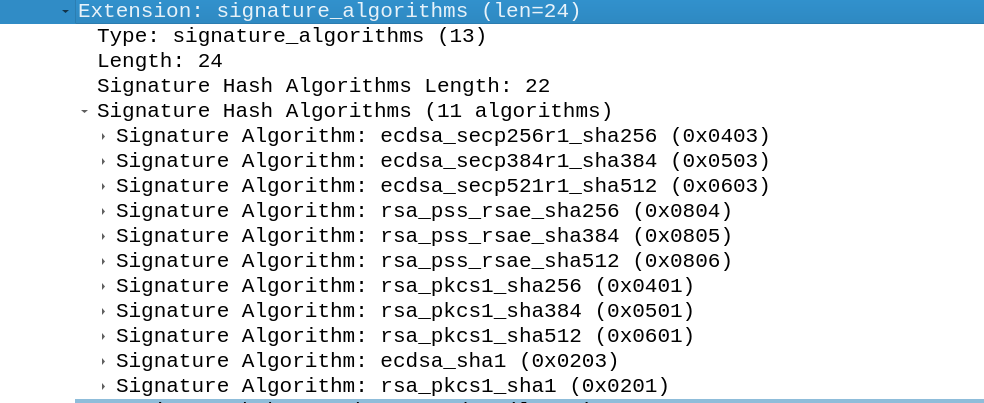 Extension: signature_algorithms (len=24)
Type: signature_algorithms (13)
Length: 24
Signature Hash Algorithms Length: 22
Signature Hash Algorithms (11 algorithms)
Signature Algorithm: ecdsa_secp256r1_sha256 (0x0403)
Signature Algorithm: ecdsa_secp384r1_sha384 (0x0503)
Signature Algorithm: ecdsa_secp521r1_sha512 (0x0603)
Signature Algorithm: rsa_pss_rsae_sha256 (0x0804)
Signature Algorithm: rsa_pss_rsae_sha384 (0x0805)
Signature Algorithm: rsa_pss_rsae_sha512 (0x0806)
Signature Algorithm: rsa_pkcs1_sha256 (0x0401)
Signature Algorithm: rsa_pkcs1_sha384 (0x0501)
Signature Algorithm: rsa_pkcs1_sha512 (0x0601)
Signature Algorithm: ecdsa_sha1 (0x0203)
Signature Algorithm: rsa_pkcs1_sha1 (0x0201)